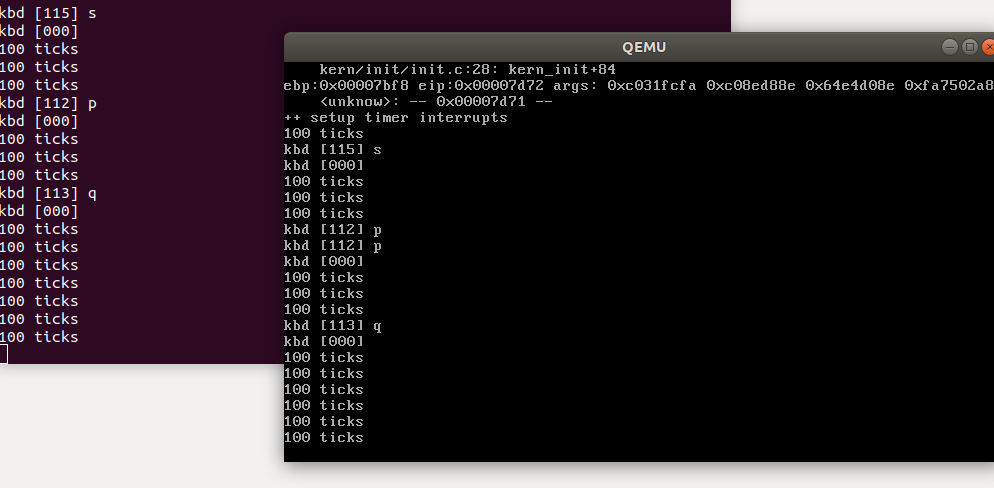 kbd [115] s
kbd [000]
100 ticks
100 ticks
100 ticks
kbd [112] p
kbd [000]
100 ticks
100 ticks
100 ticks
kbd [113] q
kbd [000]
100 ticks
100 ticks
100 ticks
100 ticks
100 ticks
100 ticks
100 ticks
QEMU
kern/init/init.c:28: kern_init+84
ebp:0x00007bf8 eip:0x00007d72 args: 0xc031fcfa 0xc08ed88e 0x64e4d08e 0xfa7502a8
<unknow>: -- 0x00007d71 --
++ setup timer interrupts
100 ticks
kbd [115] s
kbd [000]
100 ticks
100 ticks
100 ticks
kbd [112] p
kbd [112] p
kbd [000]
100 ticks
100 ticks
100 ticks
kbd [113] q
kbd [000]
100 ticks
100 ticks
100 ticks
100 ticks
100 ticks
100 ticks